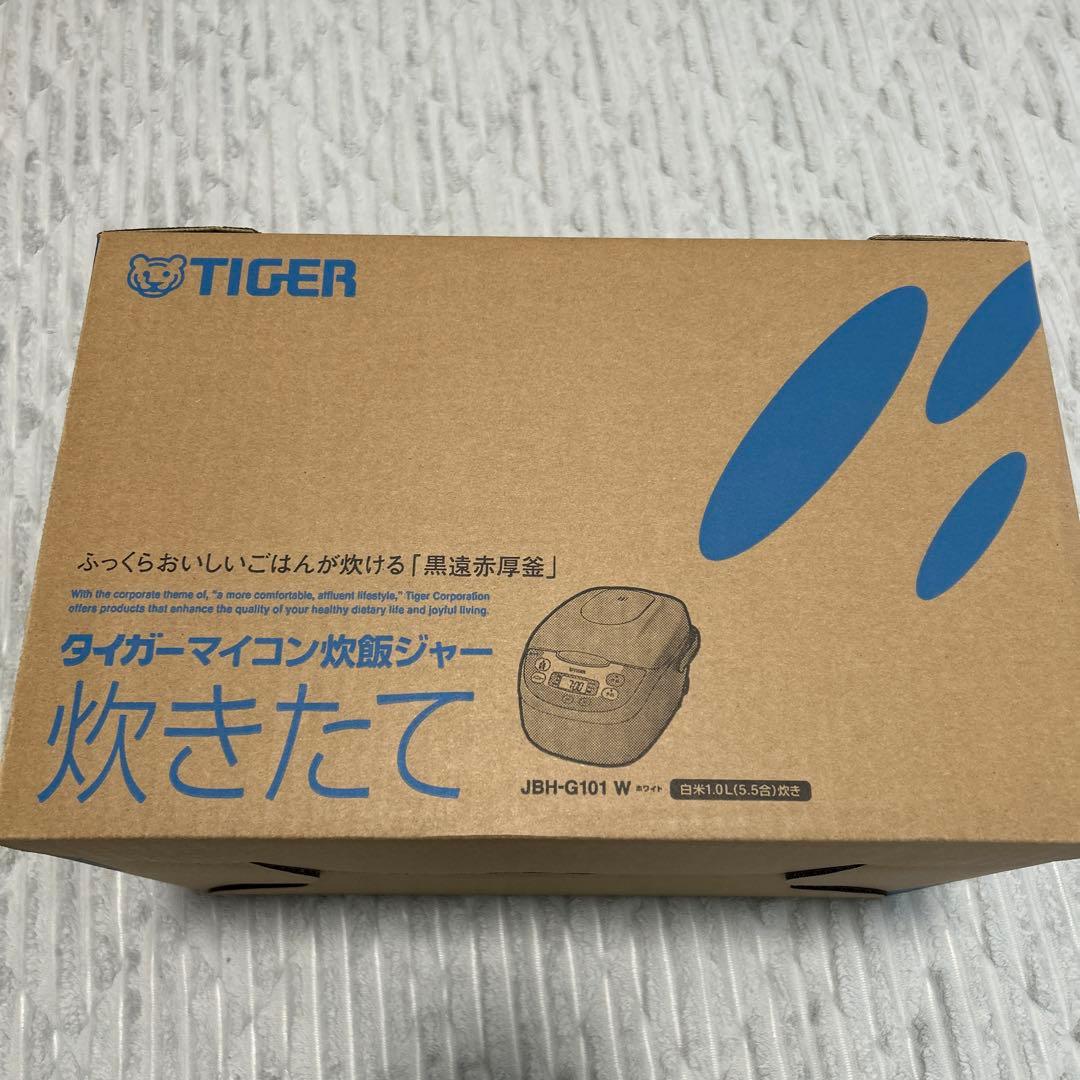 TIGER
ふっくらおいしいごはんが炊ける「黒遠赤厚釜」
With the corporate theme of, "a more comfortable, affluent lifestyle," Tiger Corporation
offers products that enhance the quality of your healthy dietary life and joyful living.
タイガーマイコン炊飯ジャー
炊きたて
TIGER
7:00
JBH-G101 W ホワイト 白米1.0L(5.5合)炊き